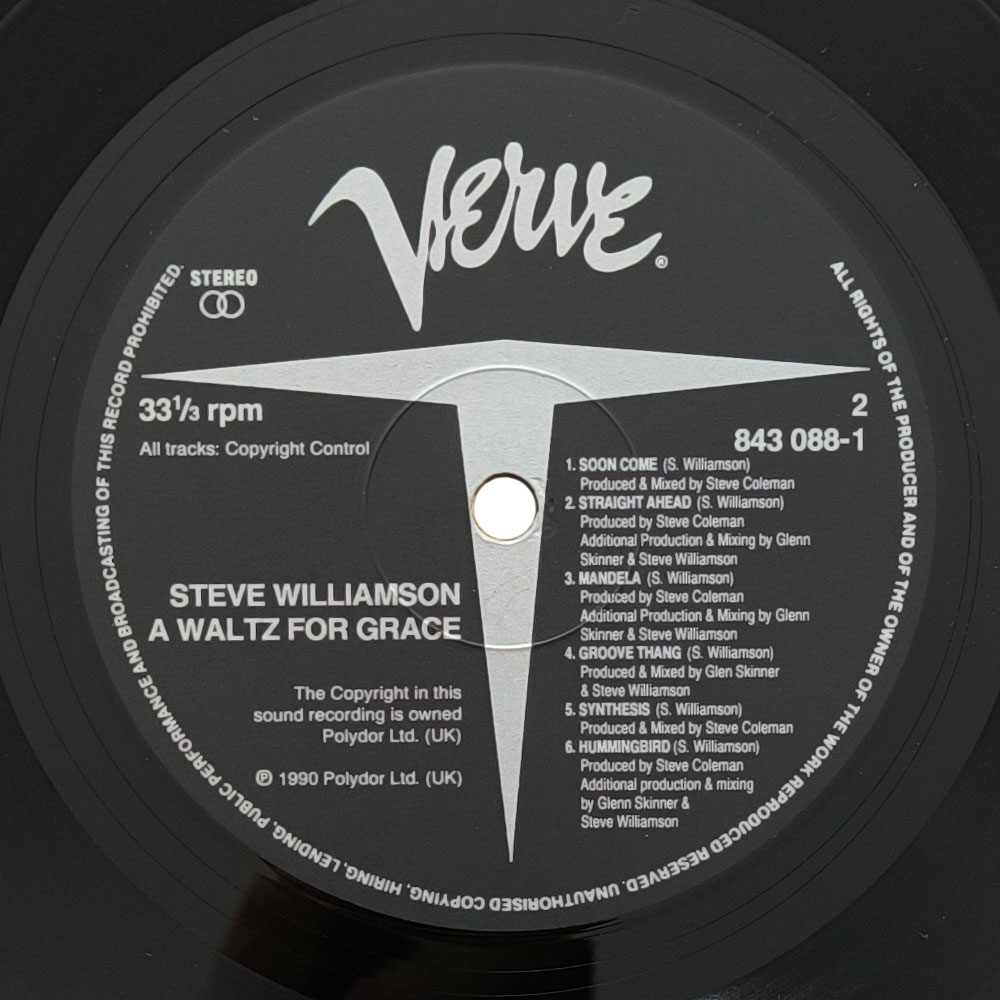 Verve®
STEREO
33⅓ rpm
All tracks: Copyright Control
2
843 088-1
1. SOON COME (S. Williamson)
Produced & Mixed by Steve Coleman
2. STRAIGHT AHEAD (S. Williamson)
Produced by Steve Coleman
Additional Production & Mixing by Glenn
Skinner & Steve Williamson
3. MANDELA (S. Williamson)
Produced by Steve Coleman
Additional Production & Mixing by Glenn
Skinner & Steve Williamson
4. GROOVE THANG (S. Williamson)
Produced & Mixed by Glen Skinner
& Steve Williamson
5. SYNTHESIS (S. Williamson)
Produced & Mixed by Steve Coleman
6. HUMMINGBIRD (S. Williamson)
Produced by Steve Coleman
Additional production & mixing
by Glenn Skinner &
Steve Williamson
STEVE WILLIAMSON
A WALTZ FOR GRACE
The Copyright in this
sound recording is owned
Polydor Ltd. (UK)
℗ 1990 Polydor Ltd. (UK)
ALL RIGHTS OF THE PRODUCER AND OF THE OWNER OF THE WORK REPRODUCED RESERVED. UNAUTHORISED COPYING, HIRING, LENDING, PUBLIC PERFORMANCE AND BROADCASTING OF THIS RECORD PROHIBITED.